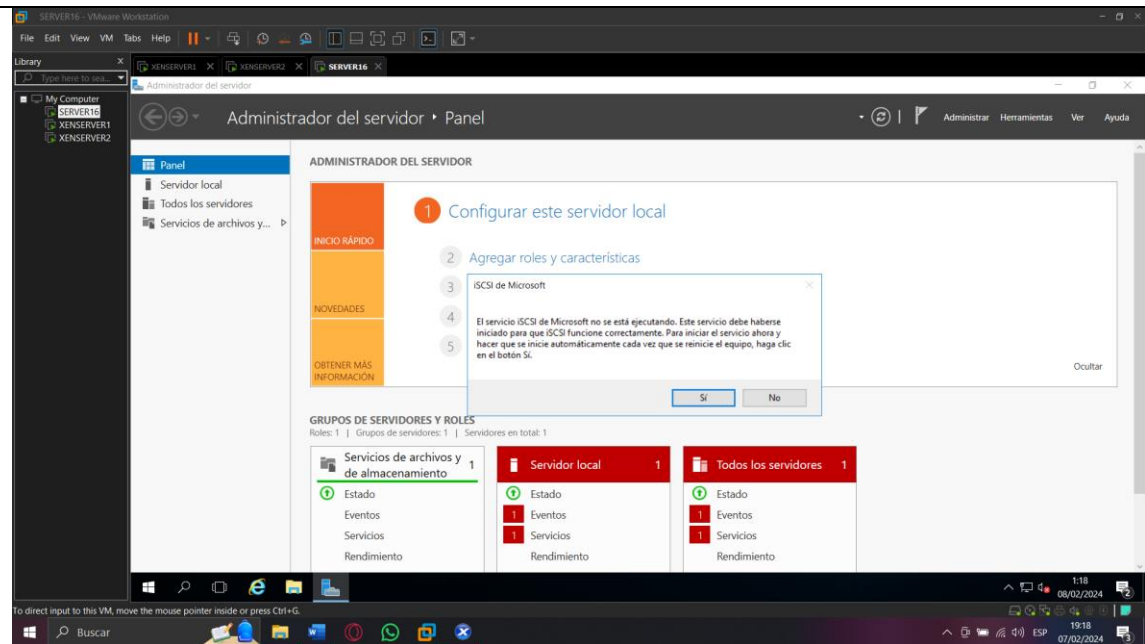 SERVER16 - VMware Workstation
File Edit View VM Tabs Help
Library X
Type here to sea...
My Computer
SERVER16
XENSERVER1
XENSERVER2
XENSERVER1 X XENSERVER2 X SERVER16 X
Administrador del servidor
Administrador del servidor • Panel
Administrar Herramientas Ver Ayuda
Panel
Servidor local
Todos los servidores
Servicios de archivos y...
ADMINISTRADOR DEL SERVIDOR
INICIO RÁPIDO
NOVEDADES
OBTENER MÁS
INFORMACIÓN
1 Configurar este servidor local
2 Agregar roles y características
3
4
5
Ocultar
iSCSI de Microsoft
El servicio iSCSI de Microsoft no se está ejecutando. Este servicio debe haberse
iniciado para que iSCSI funcione correctamente. Para iniciar el servicio ahora y
hacer que se inicie automáticamente cada vez que se reinicie el equipo, haga clic
en el botón Sí.
Sí No
GRUPOS DE SERVIDORES Y ROLES
Roles: 1 | Grupos de servidores: 1 | Servidores en total: 1
Servicios de archivos y
de almacenamiento 1
Estado
Eventos
Servicios
Rendimiento
Servidor local 1
Estado
1 Eventos
1 Servicios
Rendimiento
Todos los servidores 1
Estado
1 Eventos
1 Servicios
Rendimiento
1:18
08/02/2024
To direct input to this VM, move the mouse pointer inside or press Ctrl+G.
Buscar
ESP
19:18
07/02/2024